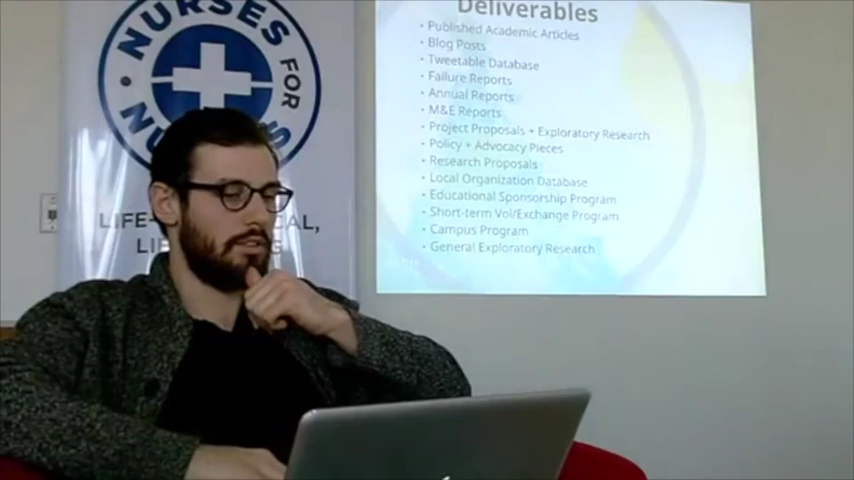 NURSES
FOR
NU
S
LIFE- AL,
LI G
Deliverables
• Published Academic Articles
• Blog Posts
• Tweetable Database
• Failure Reports
• Annual Reports
• M&E Reports
• Project Proposals + Exploratory Research
• Policy + Advocacy Pieces
• Research Proposals
• Local Organization Database
• Educational Sponsorship Program
• Short-term Vol/Exchange Program
• Campus Program
• General Exploratory Research